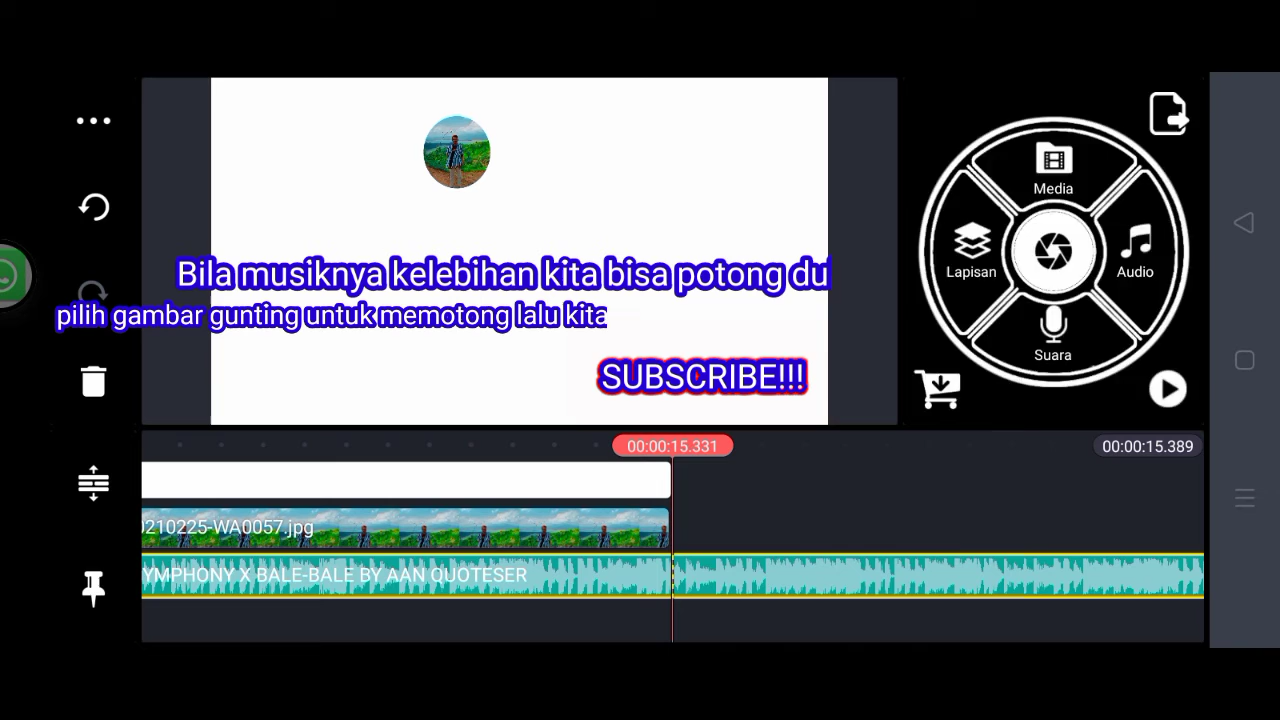 Media
Lapisan
Audio
Suara
Bila musiknya kelebihan kita bisa potong du
pilih gambar gunting untuk memotong lalu kita
SUBSCRIBE!!!
00:00:15.331
00:00:15.389
0210225-WA0057.jpg
YMPHONY X BALE-BALE BY AAN QUOTESER